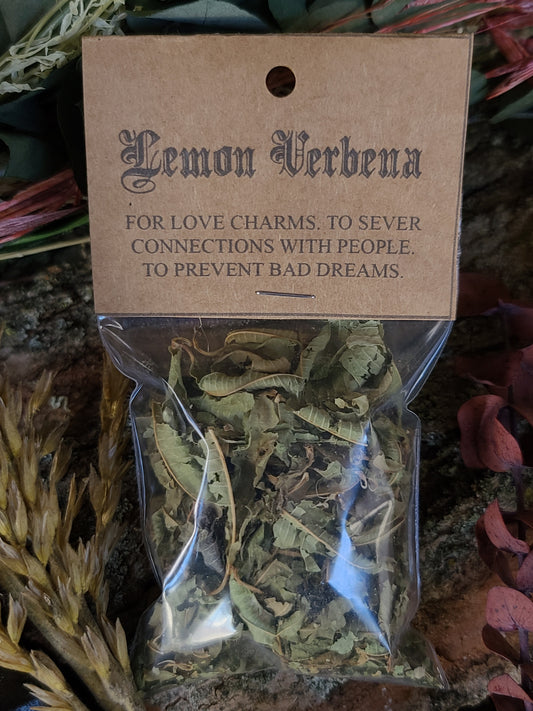 Lemon Verbena
FOR LOVE CHARMS. TO SEVER
CONNECTIONS WITH PEOPLE.
TO PREVENT BAD DREAMS.